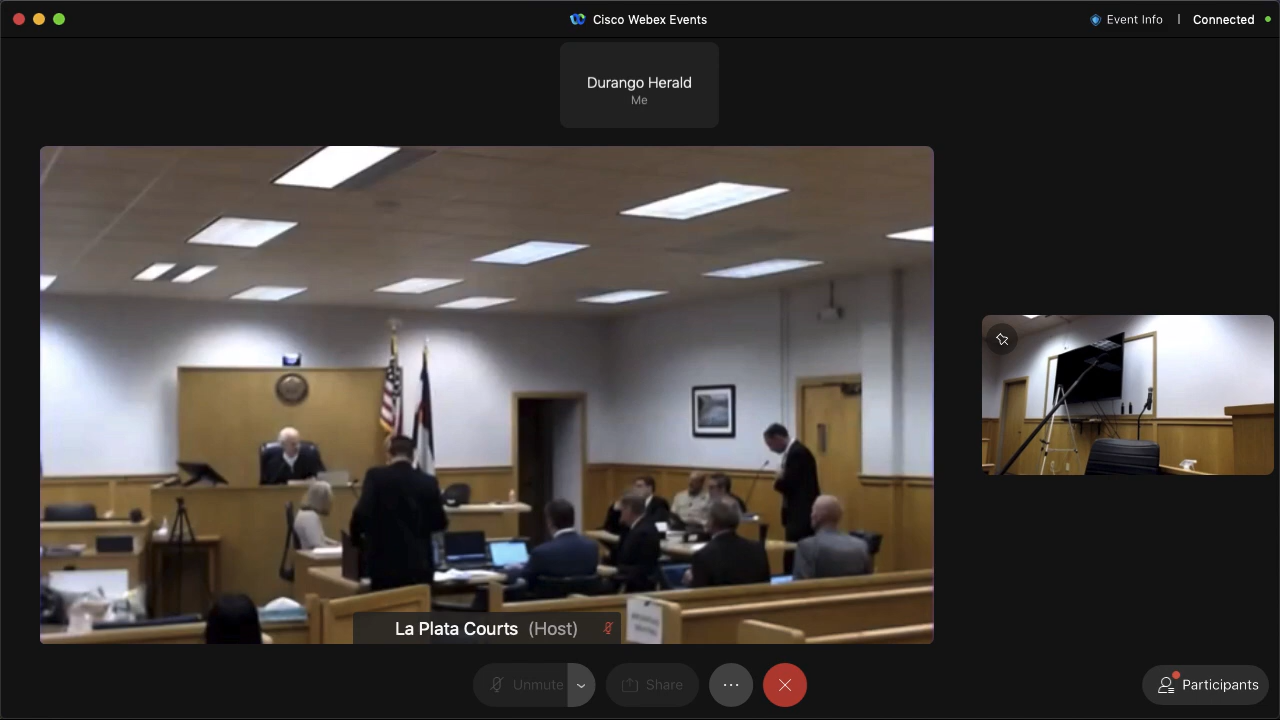 Cisco Webex Events
Event Info
Connected
Durango Herald
Me
La Plata Courts (Host)
Unmute
Share
Participants